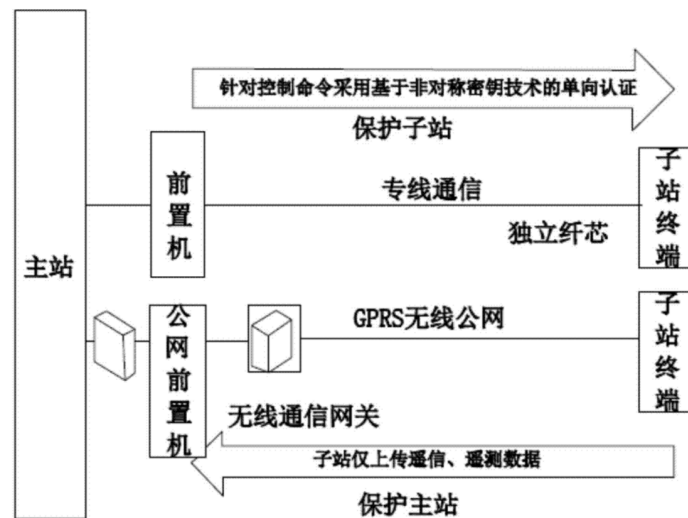 针对控制命令采用基于非对称密钥技术的单向认证
保护子站
前置机
专线通信
子站终端
独立纤芯
主站
公网前置机
GPRS无线公网
子站终端
无线通信网关
子站仅上传遥信、遥测数据
保护主站